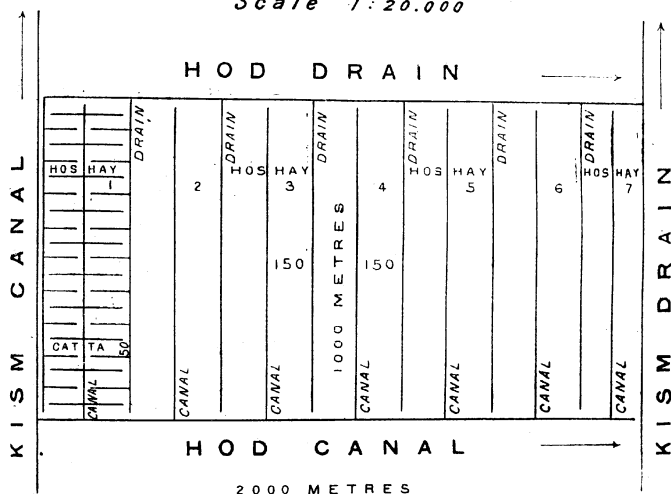 Scale 1:20.000
HOD DRAIN
KISM CANAL
KISM DRAIN
DRAIN
DRAIN
DRAIN
DRAIN
DRAIN
DRAIN
HOS HAY 1
2
HOS HAY 3
4
HOS HAY 5
6
HOS HAY 7
150
150
1000 METRES
CATTA
50
CANAL
CANAL
CANAL
CANAL
CANAL
CANAL
CANAL
HOD CANAL
2000 METRES